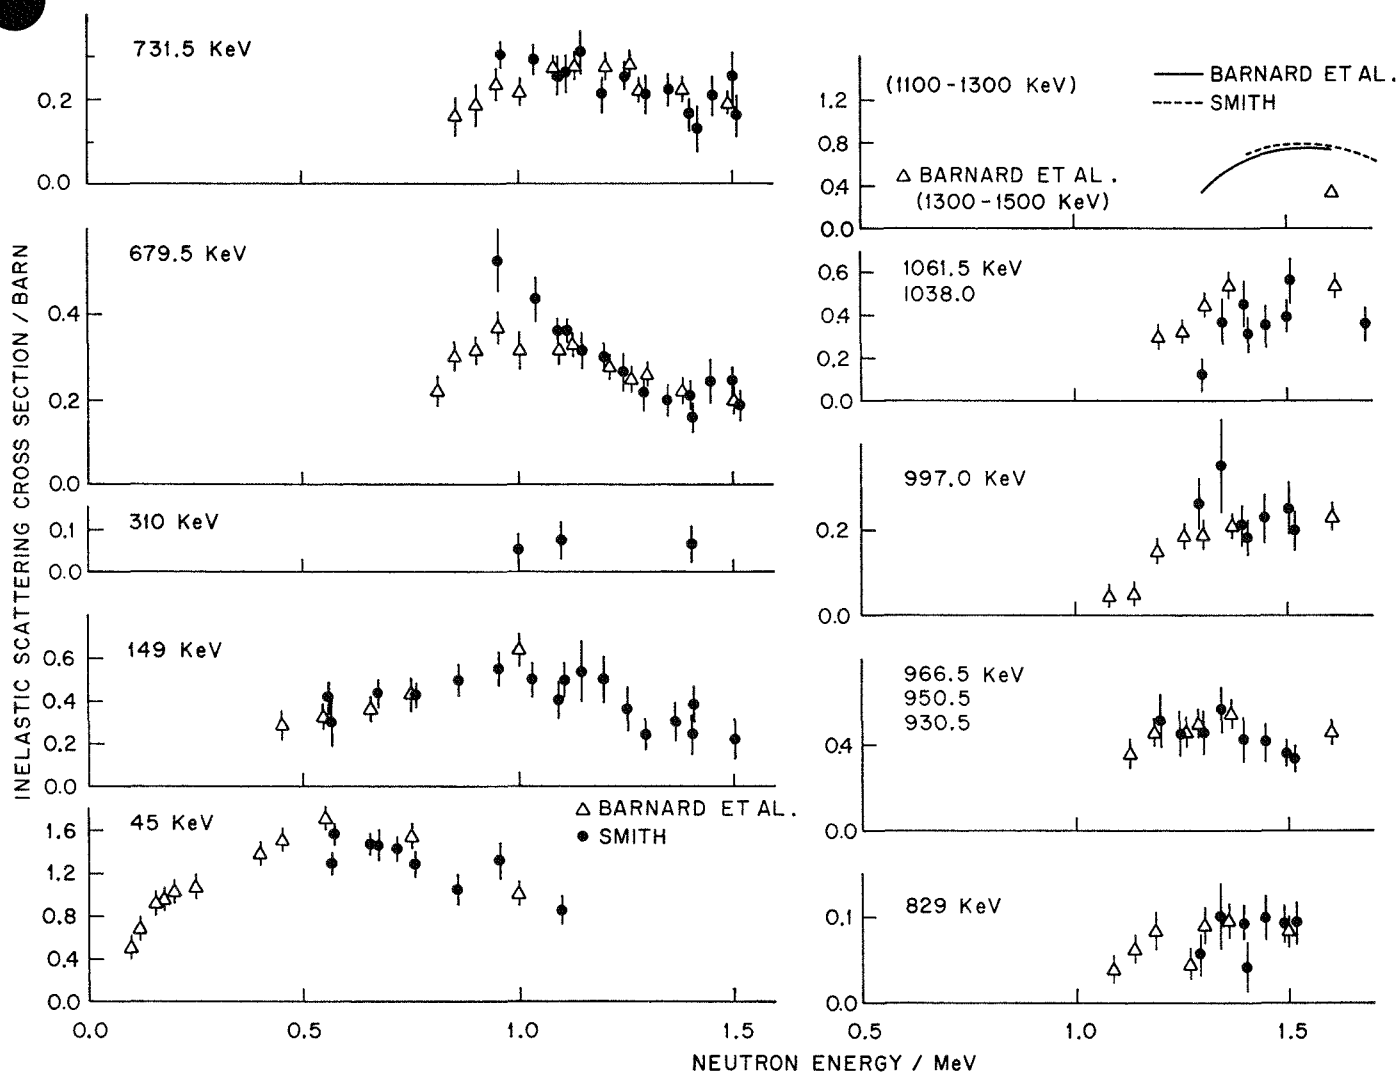 INELASTIC SCATTERING CROSS SECTION / BARN
731.5 KeV
0.2
0.0
679.5 KeV
0.4
0.2
0.0
310 KeV
0.1
0.0
149 KeV
0.6
0.4
0.2
0.0
45 KeV
△ BARNARD ET AL.
● SMITH
1.6
1.2
0.8
0.4
0.0
0.0 0.5 1.0 1.5
(1100-1300 KeV)
BARNARD ET AL.
SMITH
1.2
0.8
0.4
0.0
△ BARNARD ET AL.
(1300-1500 KeV)
1061.5 KeV
1038.0
0.6
0.4
0.2
0.0
997.0 KeV
0.2
0.0
966.5 KeV
950.5
930.5
0.4
0.0
829 KeV
0.1
0.0
0.5 1.0 1.5
NEUTRON ENERGY / MeV